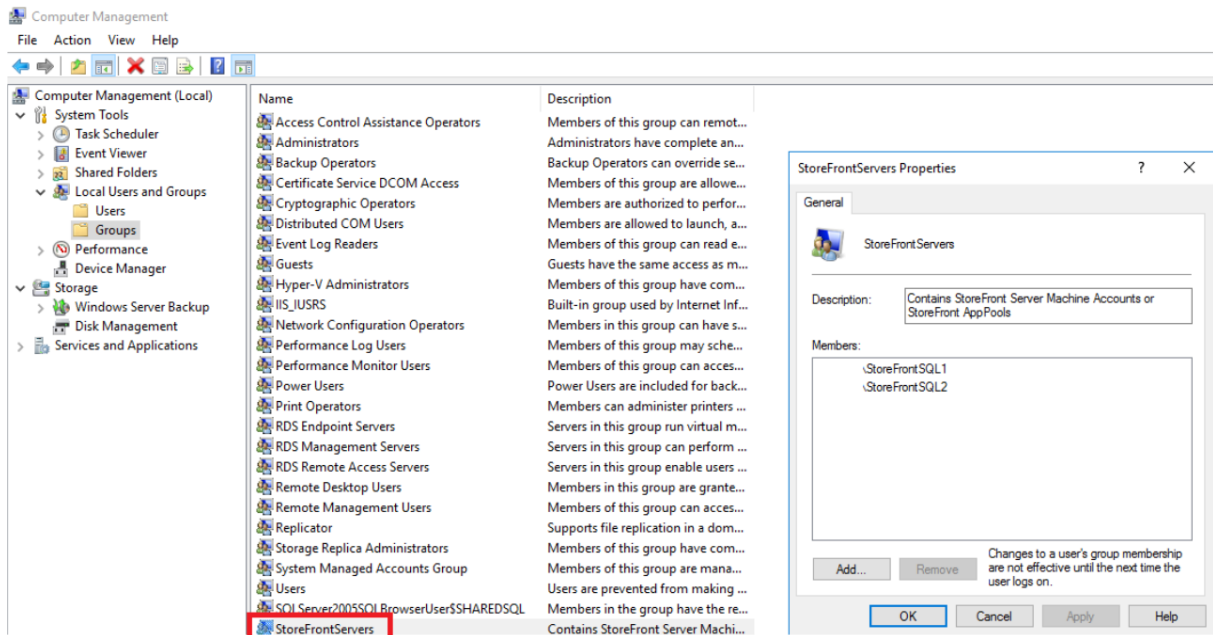 Computer Management
File Action View Help
Computer Management (Local)
System Tools
Task Scheduler
Event Viewer
Shared Folders
Local Users and Groups
Users
Groups
Performance
Device Manager
Storage
Windows Server Backup
Disk Management
Services and Applications
Name Description
Access Control Assistance Operators Members of this group can remot...
Administrators Administrators have complete an...
Backup Operators Backup Operators can override se...
Certificate Service DCOM Access Members of this group are allowe...
Cryptographic Operators Members are authorized to perfor...
Distributed COM Users Members are allowed to launch, a...
Event Log Readers Members of this group can read e...
Guests Guests have the same access as m...
Hyper-V Administrators Members of this group have com...
IIS_IUSRS Built-in group used by Internet Inf...
Network Configuration Operators Members in this group can have s...
Performance Log Users Members of this group may sche...
Performance Monitor Users Members of this group can acces...
Power Users Power Users are included for back...
Print Operators Members can administer printers ...
RDS Endpoint Servers Servers in this group run virtual m...
RDS Management Servers Servers in this group can perform ...
RDS Remote Access Servers Servers in this group enable users ...
Remote Desktop Users Members in this group are grante...
Remote Management Users Members of this group can acces...
Replicator Supports file replication in a dom...
Storage Replica Administrators Members of this group have com...
System Managed Accounts Group Members of this group are mana...
Users Users are prevented from making ...
SQLServer2005SQLBrowserUser$SHAREDSQL Members in the group have the re...
StoreFrontServers Contains StoreFront Server Machi...
StoreFrontServers Properties ? X
General
StoreFrontServers
Description: Contains StoreFront Server Machine Accounts or
StoreFront AppPools
Members:
\StoreFrontSQL1
\StoreFrontSQL2
Add... Remove
Changes to a user's group membership
are not effective until the next time the
user logs on.
OK Cancel Apply Help